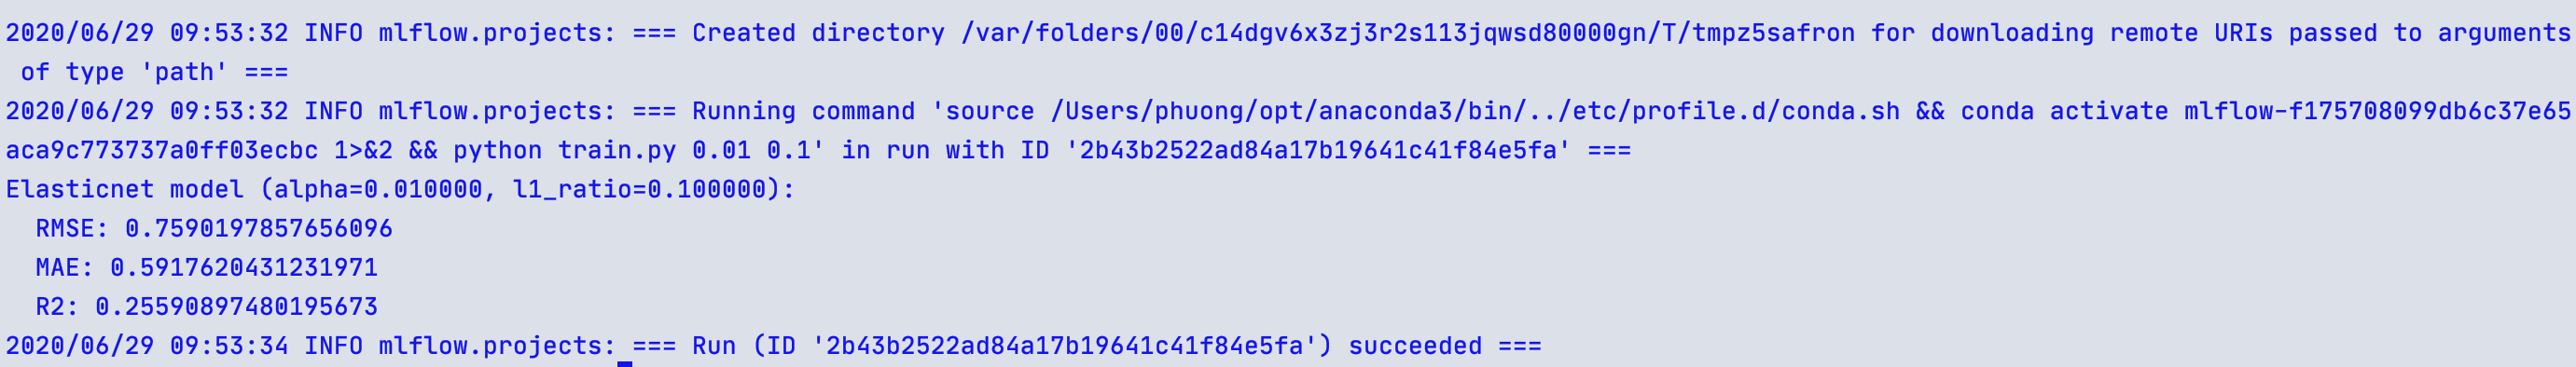 2020/06/29 09:53:32 INFO mlflow.projects: === Created directory /var/folders/00/c14dgv6x3zj3r2s113jqwsd80000gn/T/tmpz5safron for downloading remote URIs passed to arguments
 of type 'path' ===
2020/06/29 09:53:32 INFO mlflow.projects: === Running command 'source /Users/phuong/opt/anaconda3/bin/../etc/profile.d/conda.sh && conda activate mlflow-f175708099db6c37e65
aca9c773737a0ff03ecbc 1>&2 && python train.py 0.01 0.1' in run with ID '2b43b2522ad84a17b19641c41f84e5fa' ===
Elasticnet model (alpha=0.010000, l1_ratio=0.100000):
  RMSE: 0.7590197857656096
  MAE: 0.5917620431231971
  R2: 0.25590897480195673
2020/06/29 09:53:34 INFO mlflow.projects: === Run (ID '2b43b2522ad84a17b19641c41f84e5fa') succeeded ===